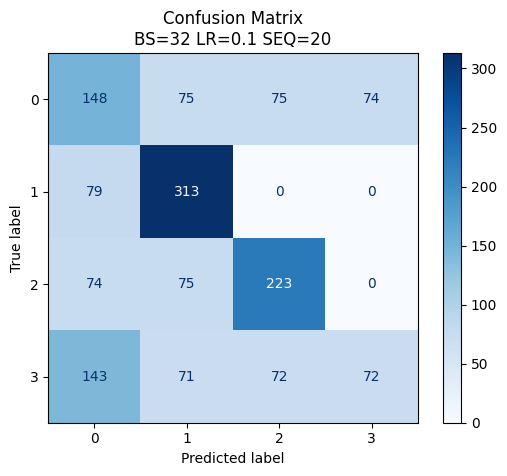 Confusion Matrix
BS=32 LR=0.1 SEQ=20
300
250
200
150
100
50
0
True label
0
1
2
3
148 75 75 74
79 313 0 0
74 75 223 0
143 71 72 72
0 1 2 3
Predicted label